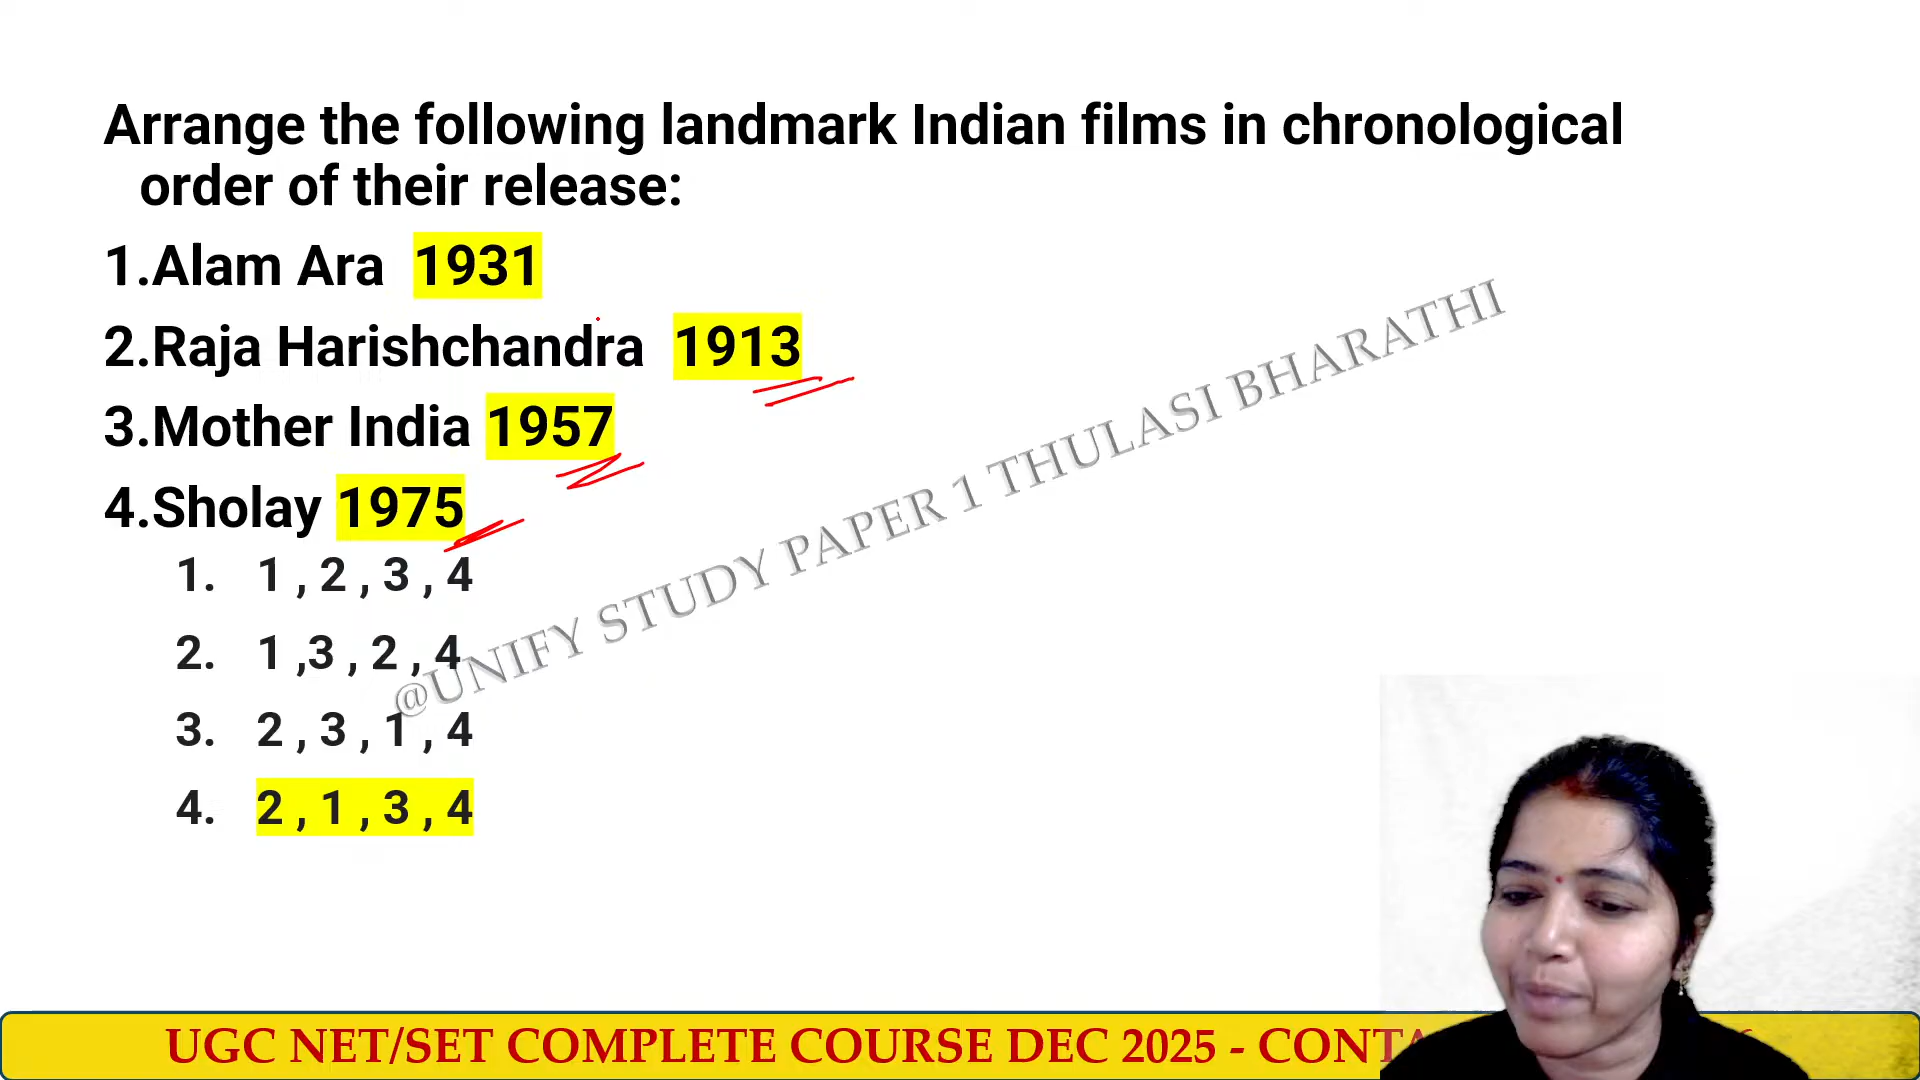 Arrange the following landmark Indian films in chronological
order of their release:
1.Alam Ara 1931
2.Raja Harishchandra 1913
3.Mother India 1957
4.Sholay 1975
1. 1 , 2 , 3 , 4
2. 1 ,3 , 2 , 4
3. 2 , 3 , 1 , 4
4. 2 , 1 , 3 , 4
@UNIFY STUDY PAPER 1 THULASI BHARATHI
UGC NET/SET COMPLETE COURSE DEC 2025 -